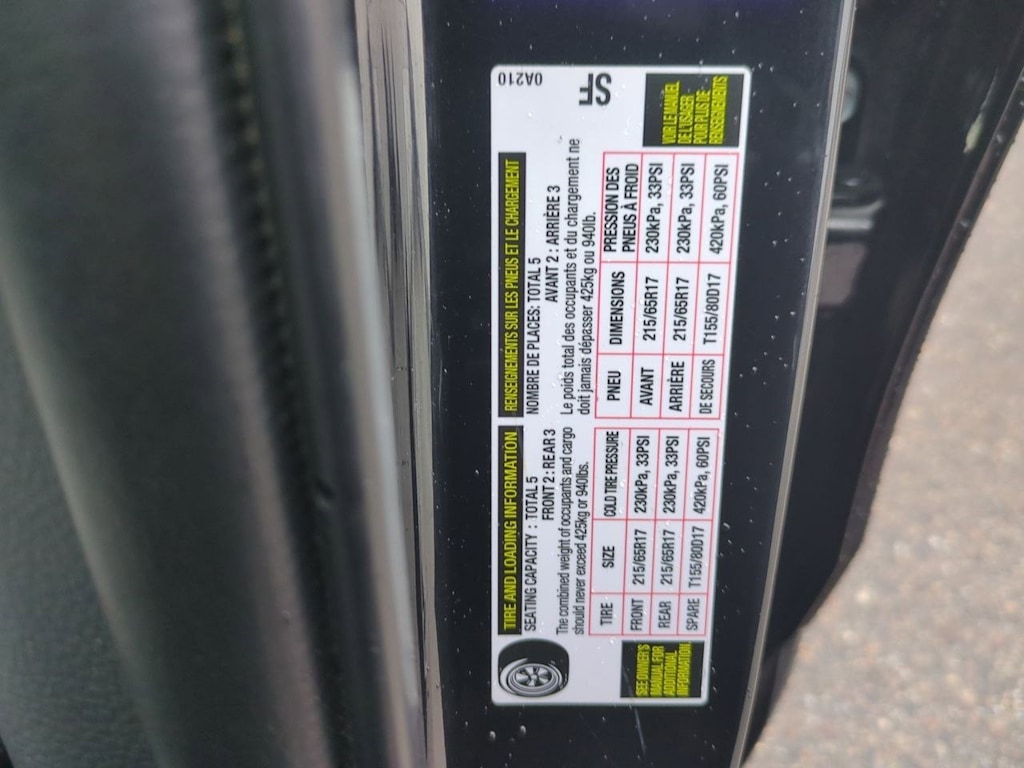 TIRE AND LOADING INFORMATION
SEATING CAPACITY : TOTAL 5
FRONT 2 : REAR 3
The combined weight of occupants and cargo
should never exceed 425kg or 940lbs.
TIRE SIZE COLD TIRE PRESSURE
FRONT 215/65R17 230kPa, 33PSI
REAR 215/65R17 230kPa, 33PSI
SPARE T155/80D17 420kPa, 60PSI
SEE OWNER'S
MANUAL FOR
ADDITIONAL
INFORMATION
RENSEIGNEMENTS SUR LES PNEUS ET LE CHARGEMENT
NOMBRE DE PLACES: TOTAL 5
AVANT 2 : ARRIÈRE 3
Le poids total des occupants et du chargement ne
doit jamais dépasser 425kg ou 940lb.
PNEU DIMENSIONS PRESSION DES
PNEUS À FROID
AVANT 215/65R17 230kPa, 33PSI
ARRIÈRE 215/65R17 230kPa, 33PSI
DE SECOURS T155/80D17 420kPa, 60PSI
0A210
SF
VOIR LE MANUEL
DE L'USAGER
POUR PLUS DE
RENSEIGNEMENTS